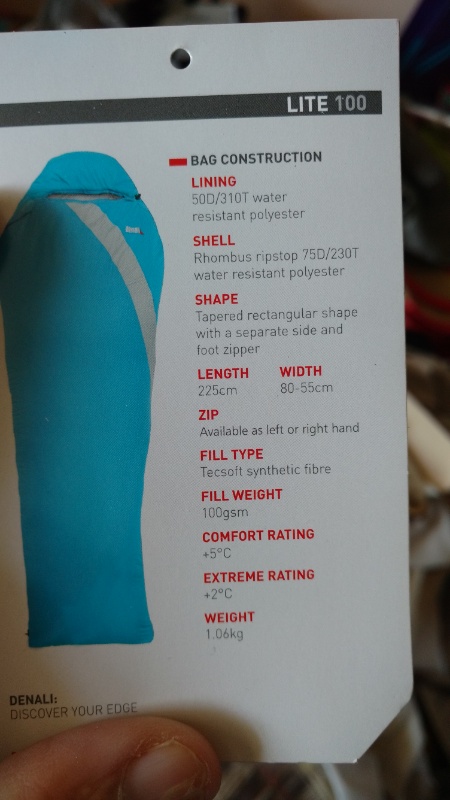 LITE 100
BAG CONSTRUCTION
LINING
50D/310T water
resistant polyester
SHELL
Rhombus ripstop 75D/230T
water resistant polyester
SHAPE
Tapered rectangular shape
with a separate side and
foot zipper
LENGTH WIDTH
225cm 80-55cm
ZIP
Available as left or right hand
FILL TYPE
Tecsoft synthetic fibre
FILL WEIGHT
100gsm
COMFORT RATING
+5°C
EXTREME RATING
+2°C
WEIGHT
1.06kg
DENALI:
DISCOVER YOUR EDGE